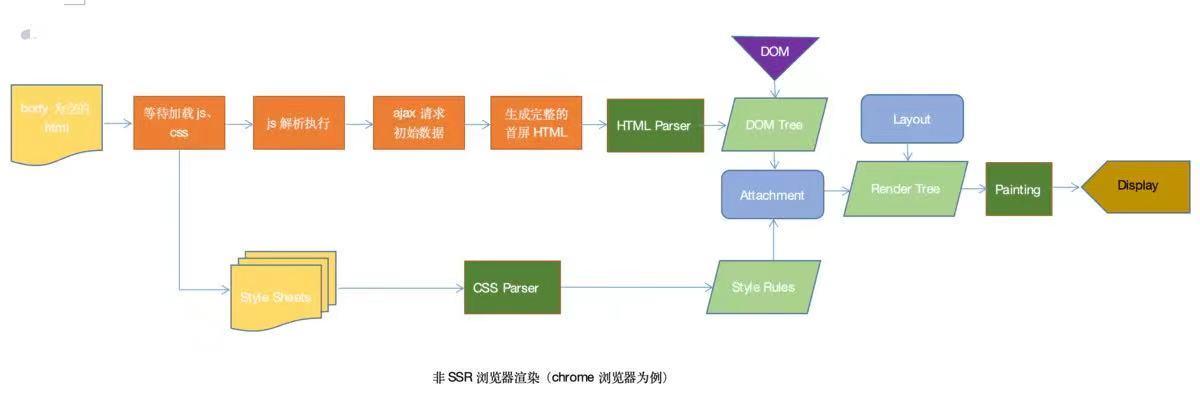 DOM
body 为空的
html
等待加载 js、
css
js 解析执行
ajax 请求
初始数据
生成完整的
首屏 HTML
HTML Parser
DOM Tree
Layout
Attachment
Render Tree
Painting
Display
Style Sheets
CSS Parser
Style Rules
非 SSR 浏览器渲染（chrome 浏览器为例）